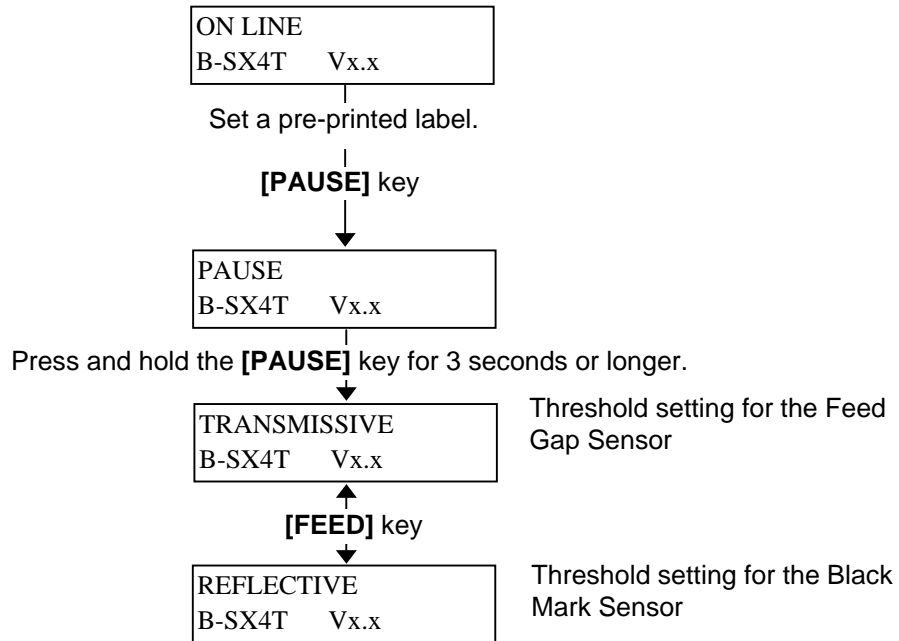 ON LINE
B-SX4T Vx.x
Set a pre-printed label.
[PAUSE] key
PAUSE
B-SX4T Vx.x
Press and hold the [PAUSE] key for 3 seconds or longer.
TRANSMISSIVE
B-SX4T Vx.x
Threshold setting for the Feed
Gap Sensor
[FEED] key
REFLECTIVE
B-SX4T Vx.x
Threshold setting for the Black
Mark Sensor